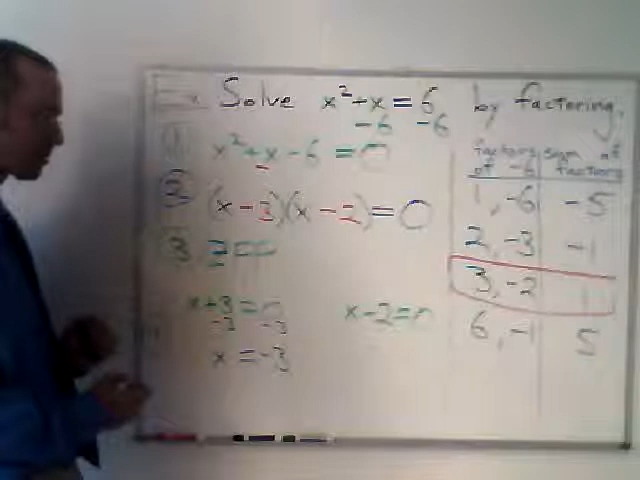 Ex. Solve x² + x = 6 by factoring.
-6 -6
① x² + x - 6 = 0
② (x - 3)(x - 2) = 0
③ Z = P P
x + 3 = 0 x - 2 = 0
-3 -3
x = -3
factors of -6 sum of factors
1, -6 -5
2, -3 -1
3, -2 1
6, -1 5